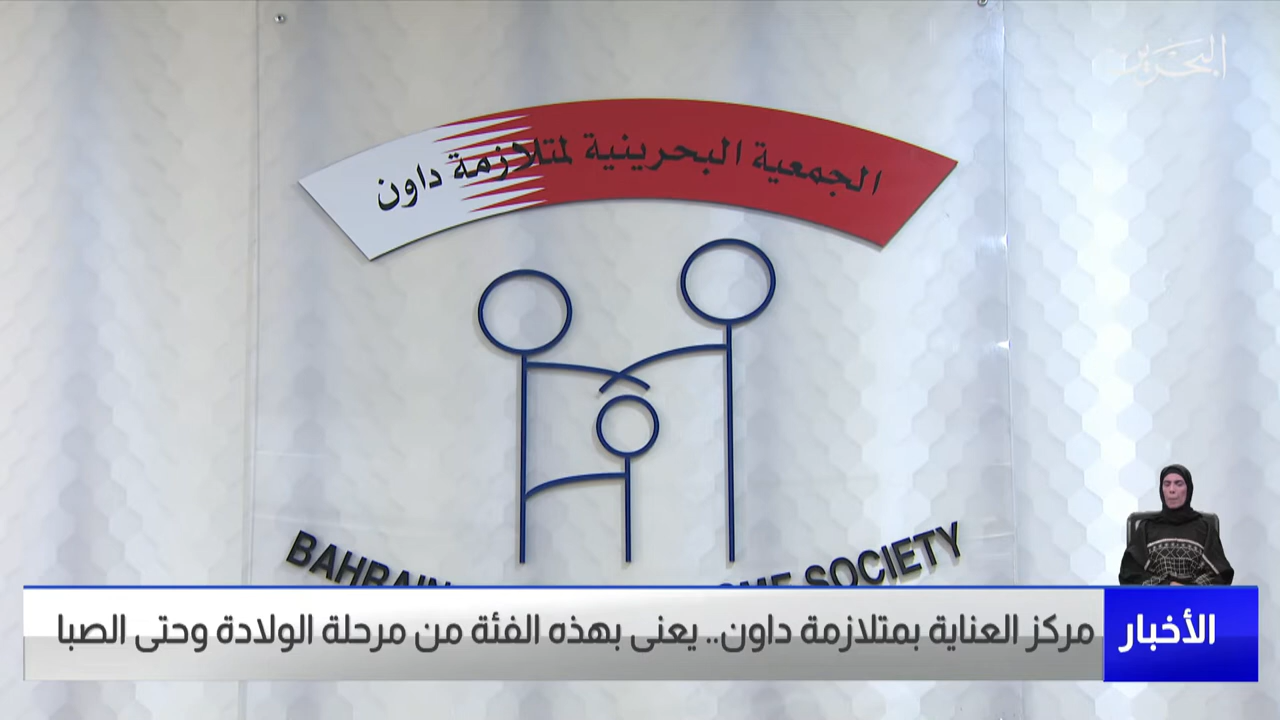 البحرين
الجمعية البحرينية لمتلازمة داون
BAHRAIN SOCIETY
الأخبار
مركز العناية بمتلازمة داون.. يعنى بهذه الفئة من مرحلة الولادة وحتى الصبا